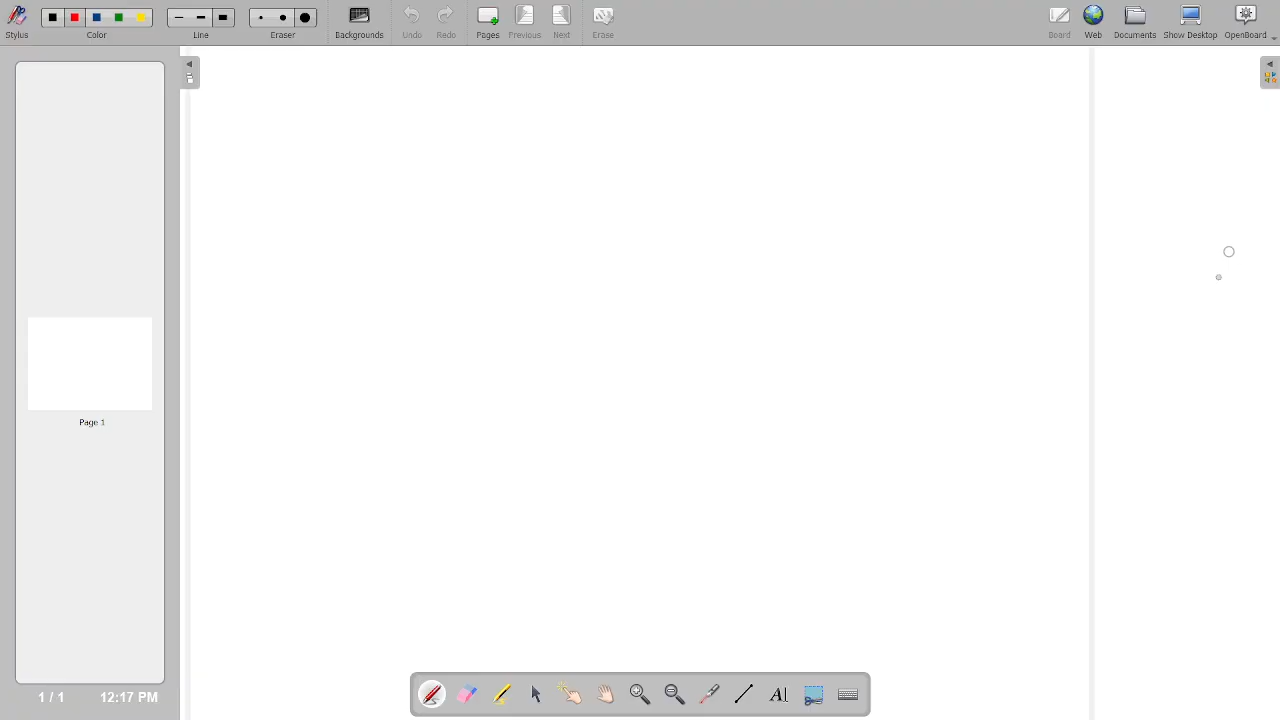 Stylus Color Line Eraser Backgrounds Undo Redo Pages Previous Next Erase Board Web Documents Show Desktop OpenBoard
Page 1
1 / 1 12:17 PM
AI